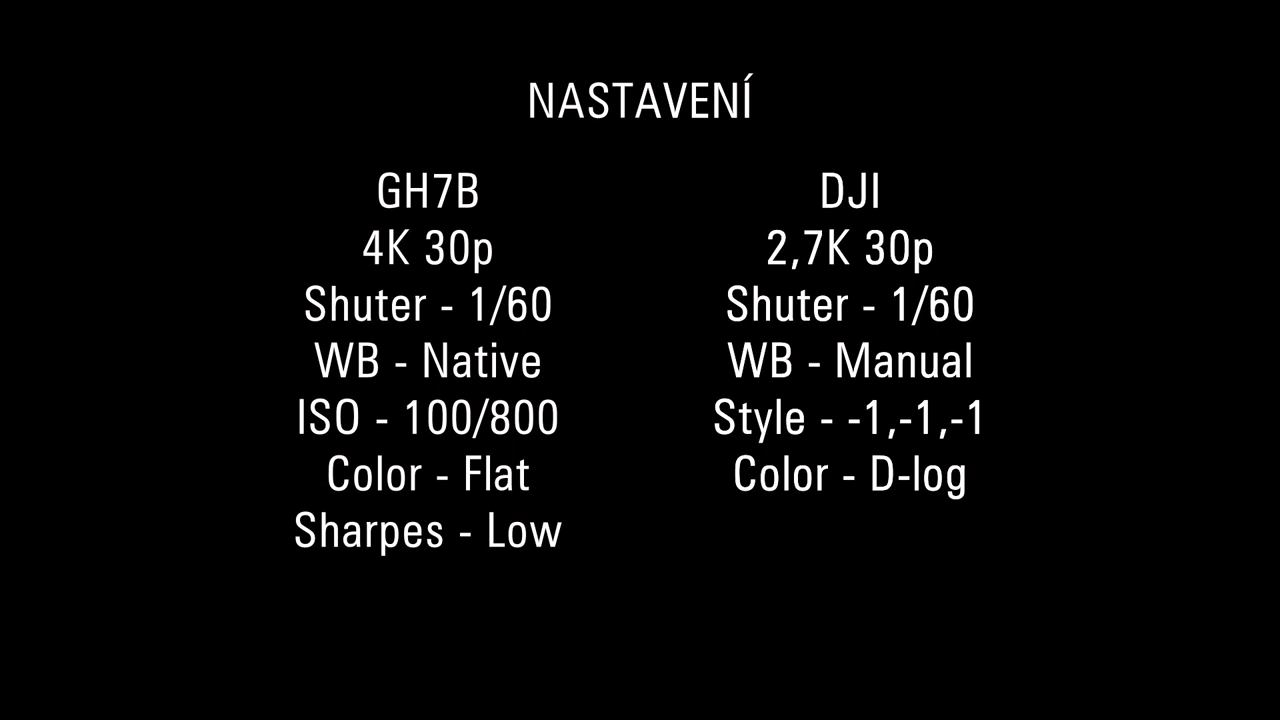 NASTAVENÍ
GH7B
4K 30p
Shuter - 1/60
WB - Native
ISO - 100/800
Color - Flat
Sharpes - Low
DJI
2,7K 30p
Shuter - 1/60
WB - Manual
Style - -1,-1,-1
Color - D-log